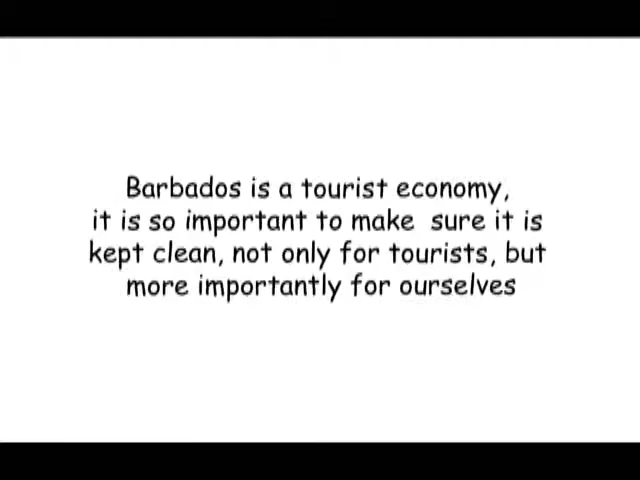 Barbados is a tourist economy,
it is so important to make  sure it is
kept clean, not only for tourists, but
more importantly for ourselves